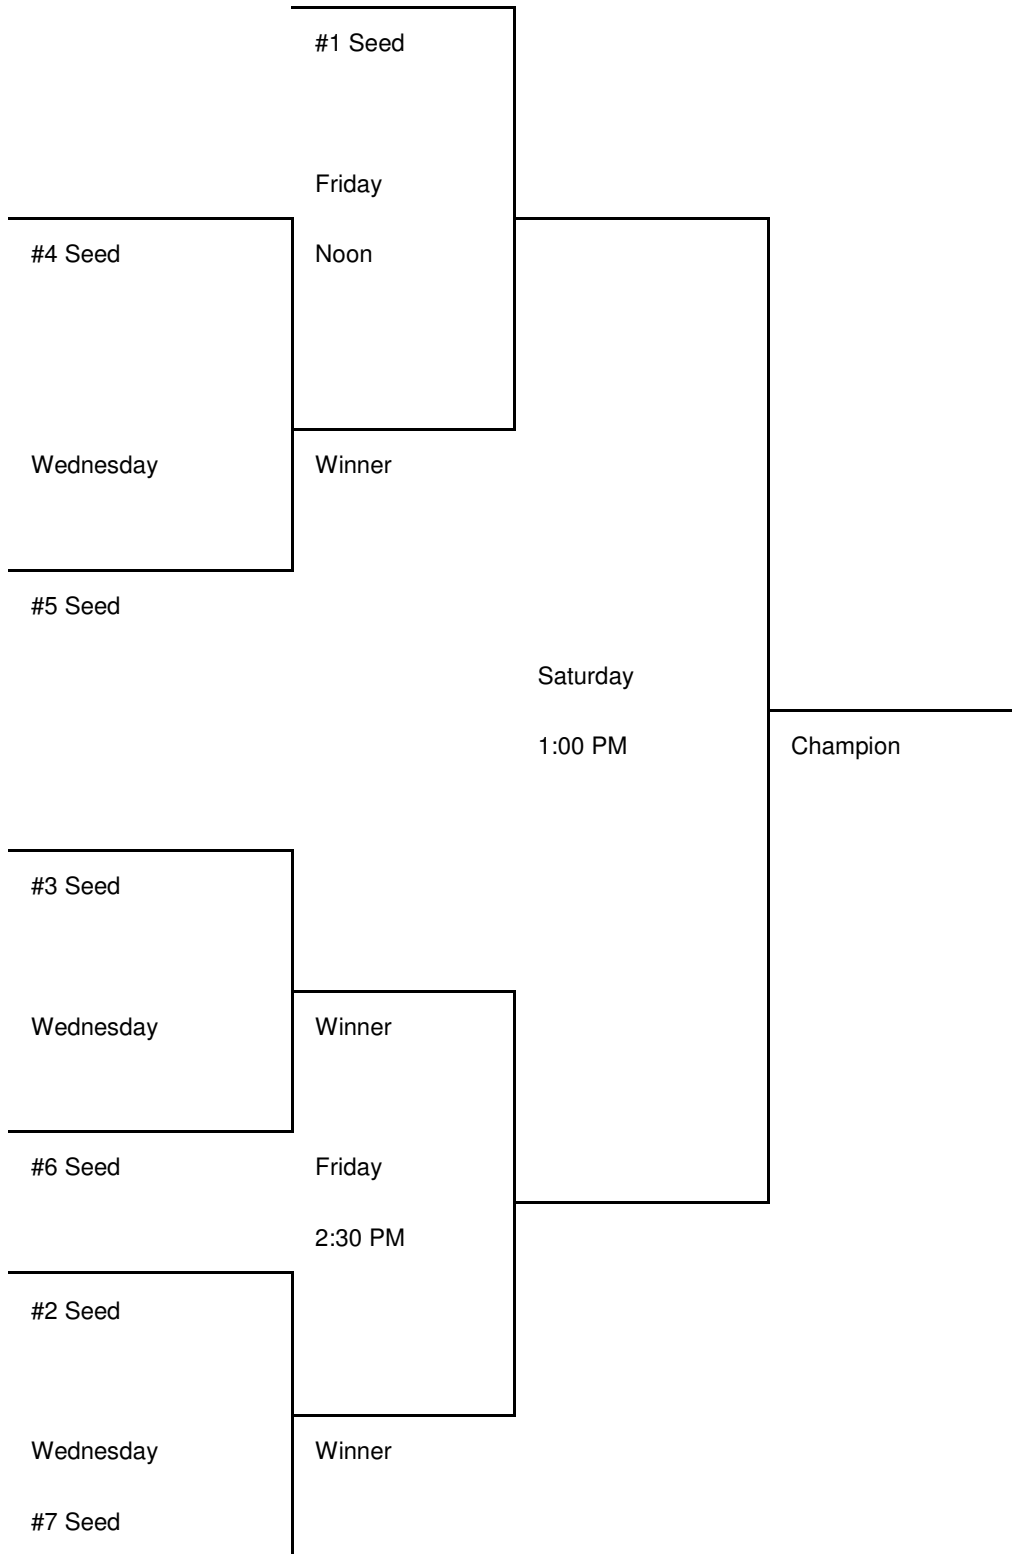 #1 Seed
Friday
#4 Seed
Noon
Wednesday
Winner
#5 Seed
Saturday
1:00 PM
Champion
#3 Seed
Wednesday
Winner
#6 Seed
Friday
2:30 PM
#2 Seed
Wednesday
Winner
#7 Seed